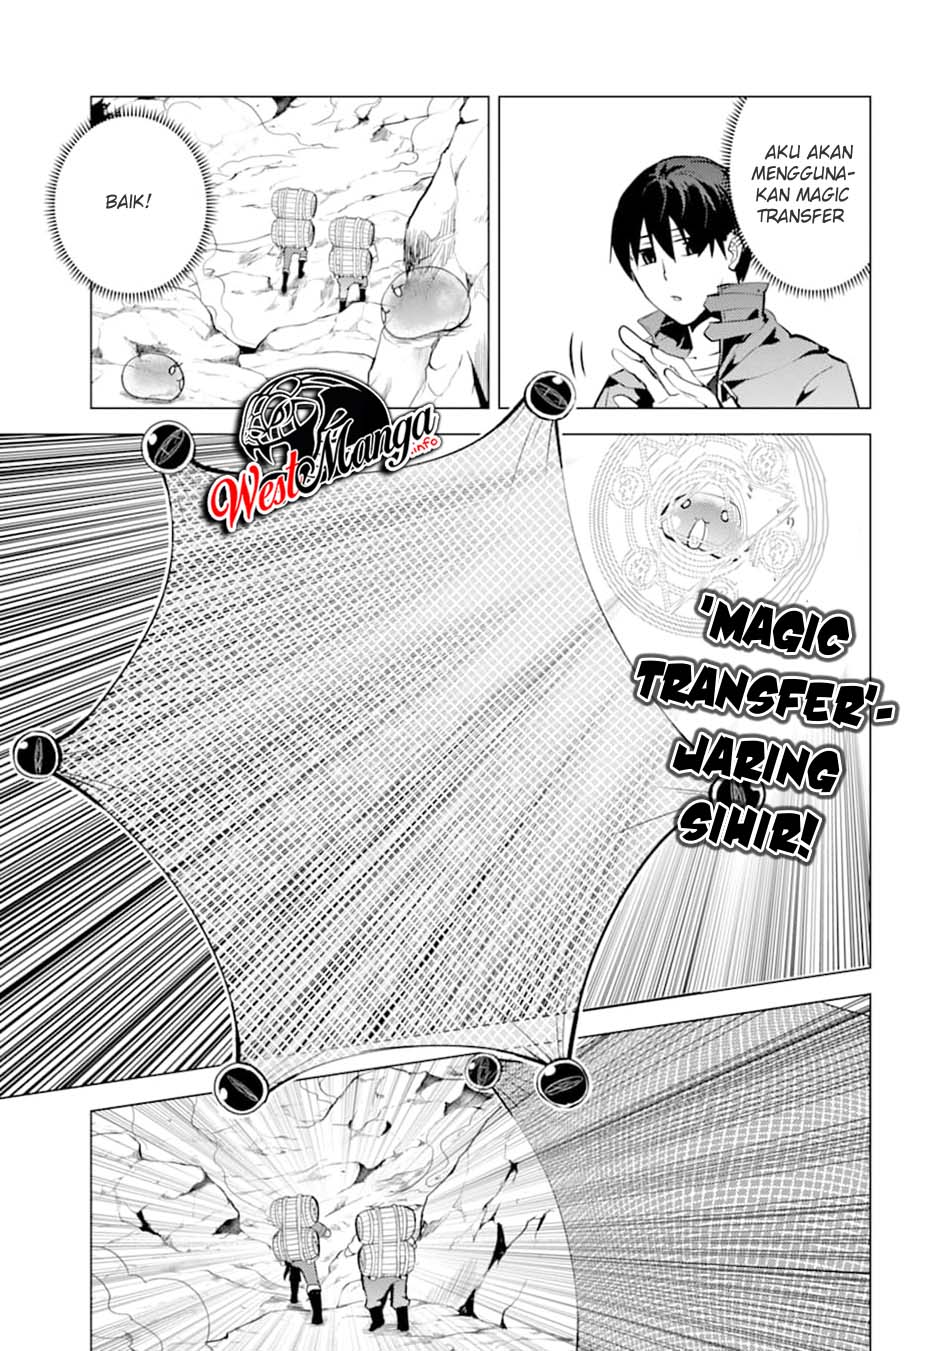 AKU AKAN
MENGGUNA-
KAN MAGIC
TRANSFER
BAIK!
WestManga
.info
'MAGIC
TRANSFER'-
JARING
SIHIR!